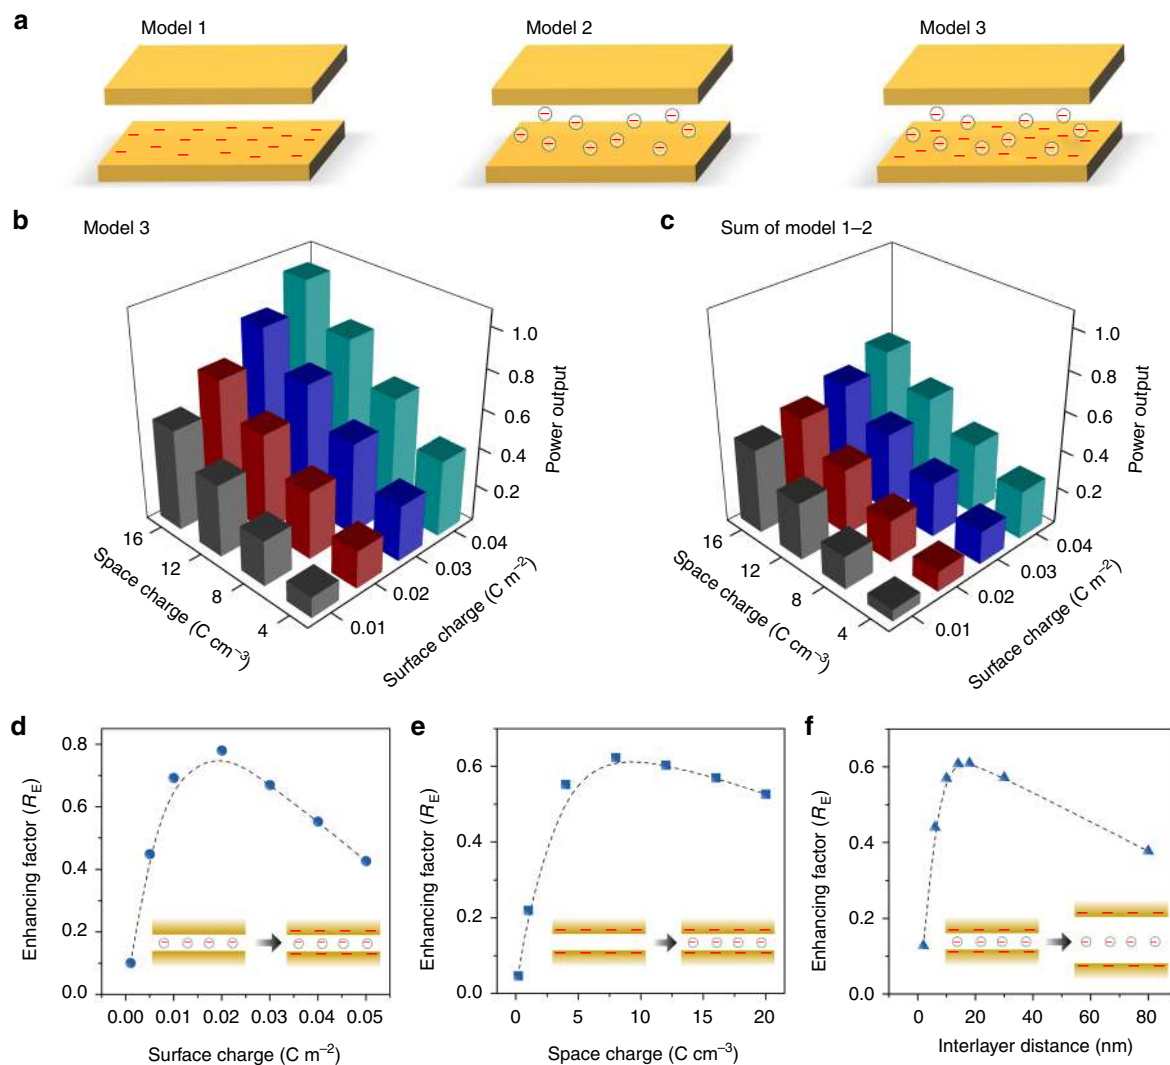 a
Model 1
Model 2
Model 3
b
Model 3
1.0
0.8
0.6
0.4
0.2
Power output
16
12
8
4
Space charge (C cm⁻³)
0.04
0.03
0.02
0.01
Surface charge (C m⁻²)
c
Sum of model 1–2
1.0
0.8
0.6
0.4
0.2
Power output
16
12
8
4
Space charge (C cm⁻³)
0.04
0.03
0.02
0.01
Surface charge (C m⁻²)
d
0.8
0.6
0.4
0.2
0.0
Enhancing factor (R_E)
0.00 0.01 0.02 0.03 0.04 0.05
Surface charge (C m⁻²)
e
0.6
0.4
0.2
0.0
Enhancing factor (R_E)
0 5 10 15 20
Space charge (C cm⁻³)
f
0.6
0.4
0.2
0.0
Enhancing factor (R_E)
0 20 40 60 80
Interlayer distance (nm)